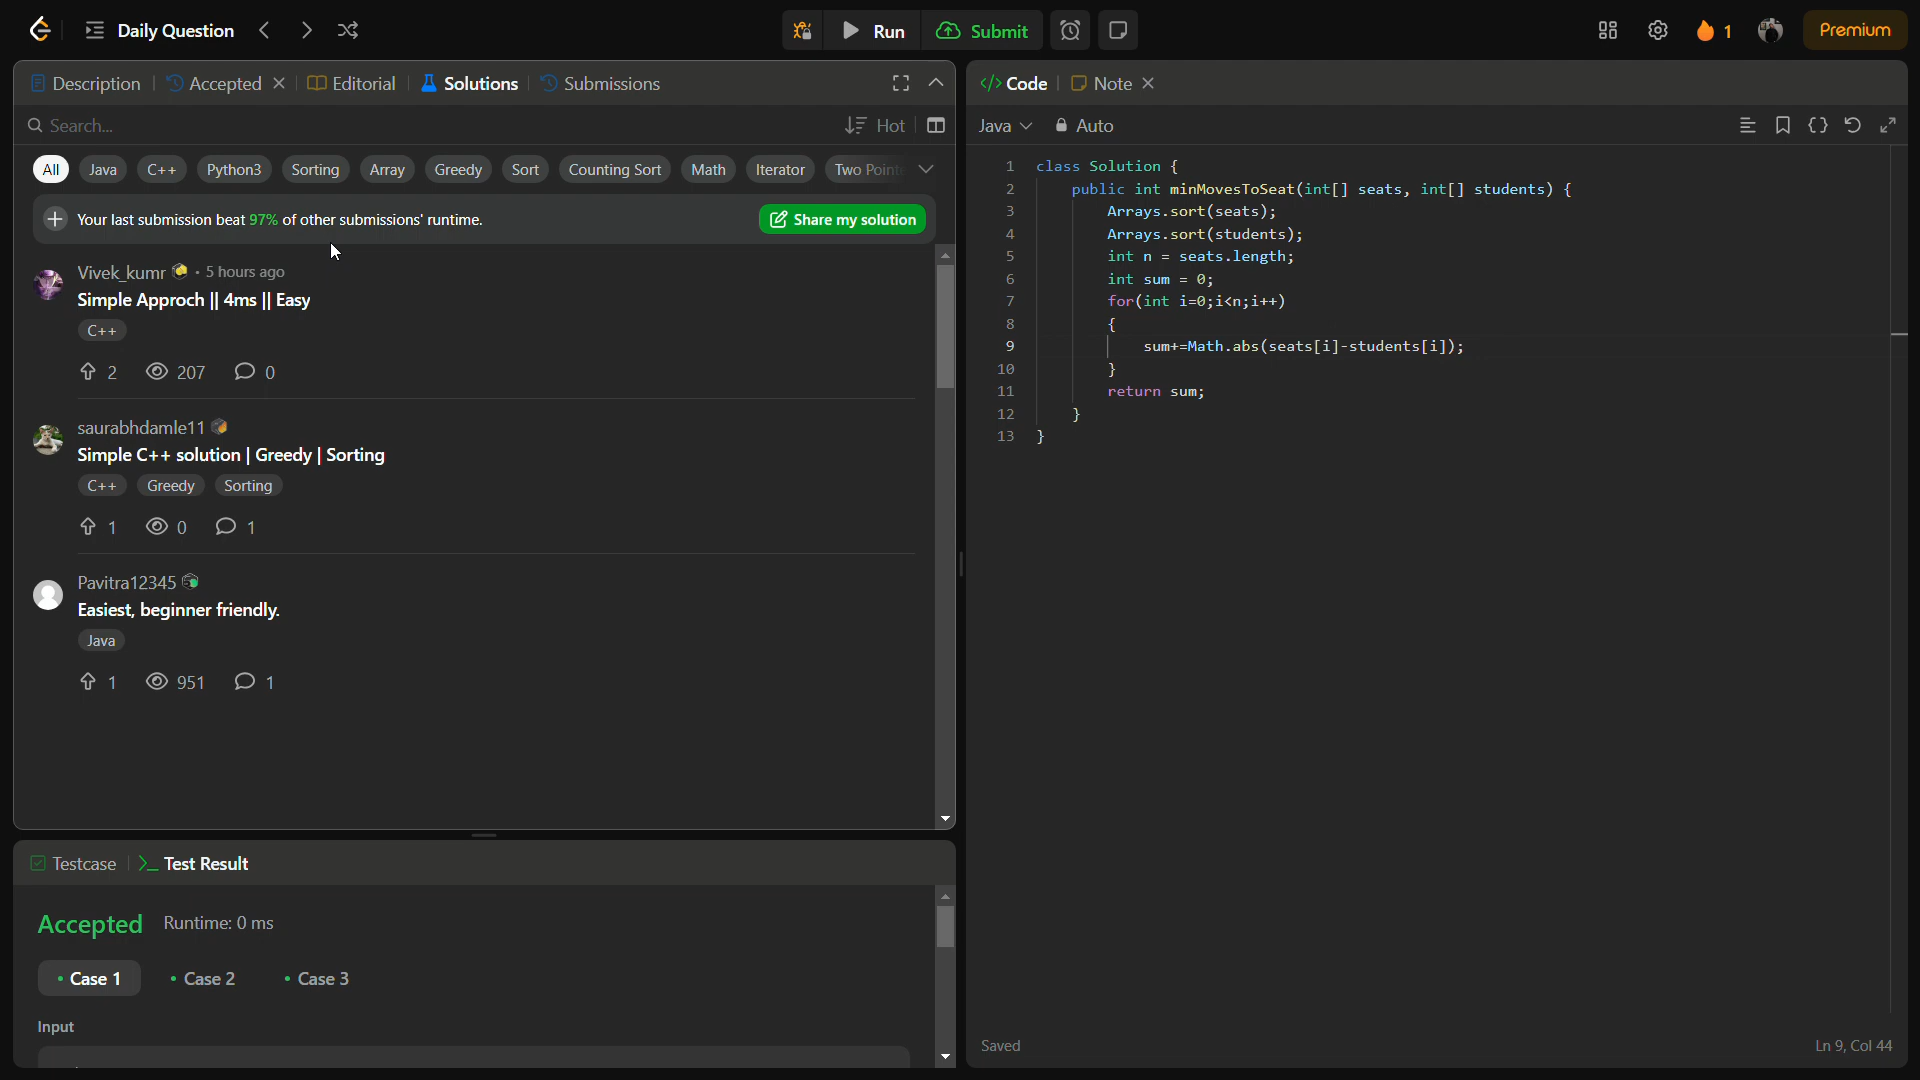 Daily Question
Run
Submit
1
Premium
Description
Accepted
Editorial
Solutions
Submissions
Search...
Hot
All
Java
C++
Python3
Sorting
Array
Greedy
Sort
Counting Sort
Math
Iterator
Two Point
Your last submission beat 97% of other submissions' runtime.
Share my solution
Vivek_kumr · 5 hours ago
Simple Approch || 4ms || Easy
C++
2 207 0
saurabhdamle11
Simple C++ solution | Greedy | Sorting
C++ Greedy Sorting
1 0 1
Pavitra12345
Easiest, beginner friendly.
Java
1 951 1
Testcase
Test Result
Accepted Runtime: 0 ms
Case 1 Case 2 Case 3
Input
</> Code
Note
Java
Auto
1 class Solution {
2 public int minMovesToSeat(int[] seats, int[] students) {
3 Arrays.sort(seats);
4 Arrays.sort(students);
5 int n = seats.length;
6 int sum = 0;
7 for(int i=0;i<n;i++)
8 {
9 sum+=Math.abs(seats[i]-students[i]);
10 }
11 return sum;
12 }
13 }
Saved
Ln 9, Col 44